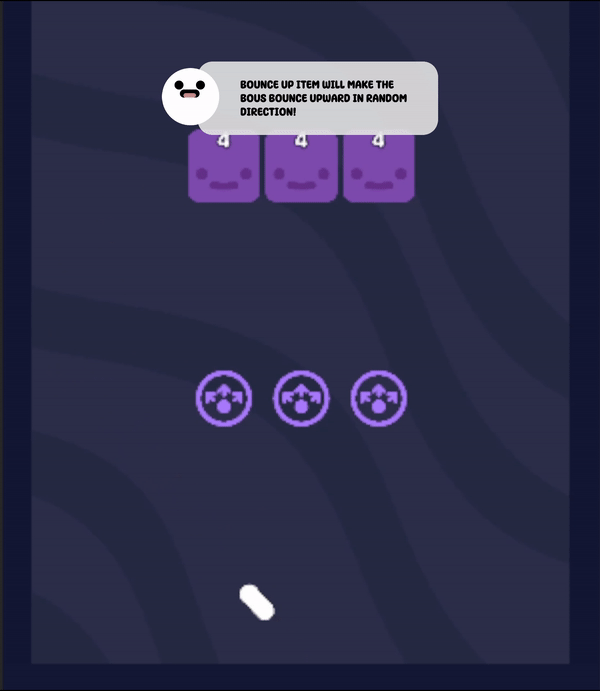 BOUNCE UP ITEM WILL MAKE THE
BOUS BOUNCE UPWARD IN RANDOM
DIRECTION!
4 4 4